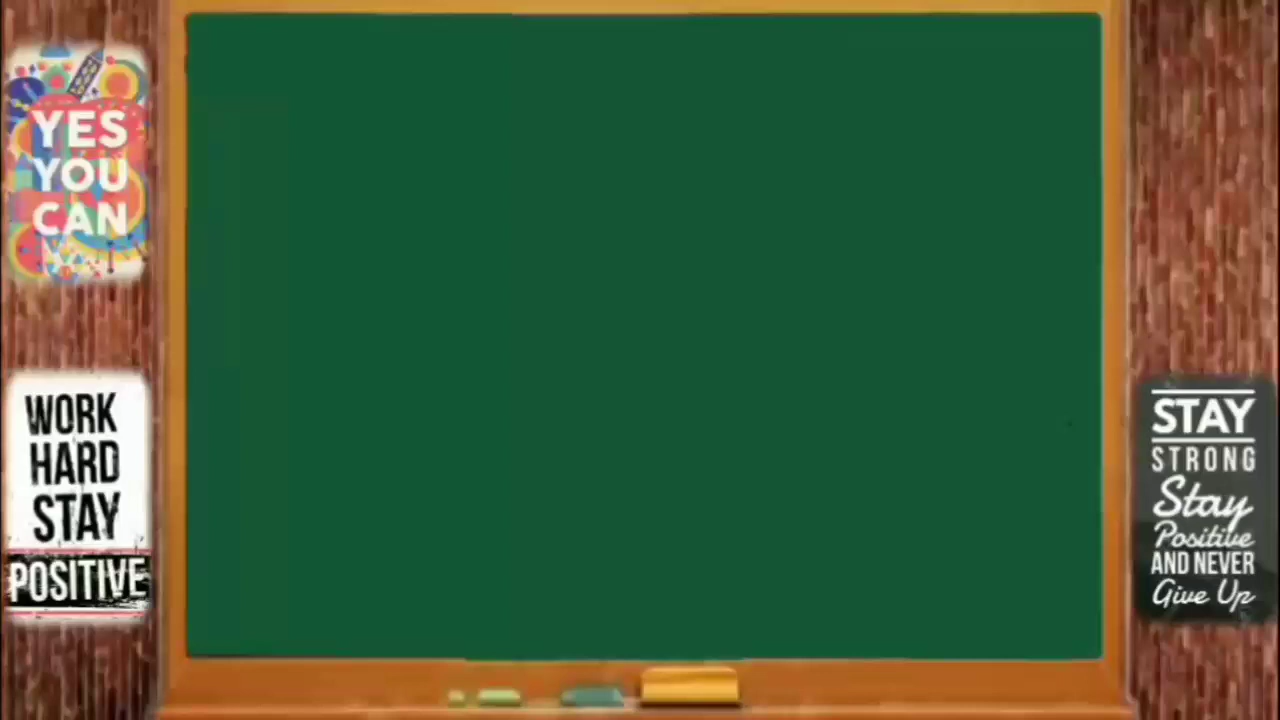 YES
YOU
CAN
WORK
HARD
STAY
POSITIVE
STAY
STRONG
Stay
Positive
AND NEVER
Give Up